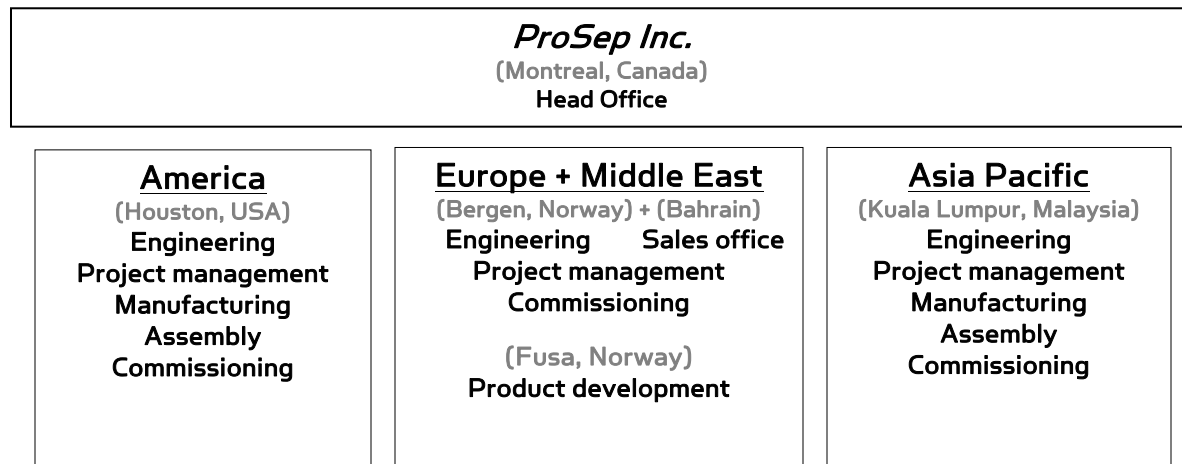 ProSep Inc.
(Montreal, Canada)
Head Office
America
(Houston, USA)
Engineering
Project management
Manufacturing
Assembly
Commissioning
Europe + Middle East
(Bergen, Norway) + (Bahrain)
Engineering Sales office
Project management
Commissioning
(Fusa, Norway)
Product development
Asia Pacific
(Kuala Lumpur, Malaysia)
Engineering
Project management
Manufacturing
Assembly
Commissioning